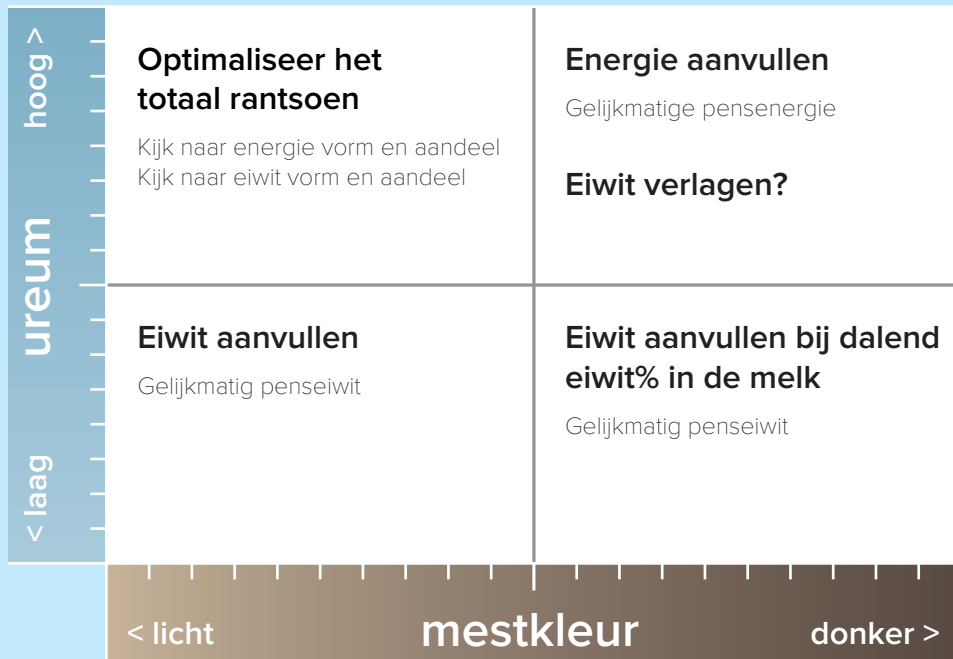 hoog >
ureum
< laag
Optimaliseer het
totaal rantsoen
Kijk naar energie vorm en aandeel
Kijk naar eiwit vorm en aandeel
Energie aanvullen
Gelijkmatige pensenergie
Eiwit verlagen?
Eiwit aanvullen
Gelijkmatig penseiwit
Eiwit aanvullen bij dalend
eiwit% in de melk
Gelijkmatig penseiwit
< licht
mestkleur
donker >